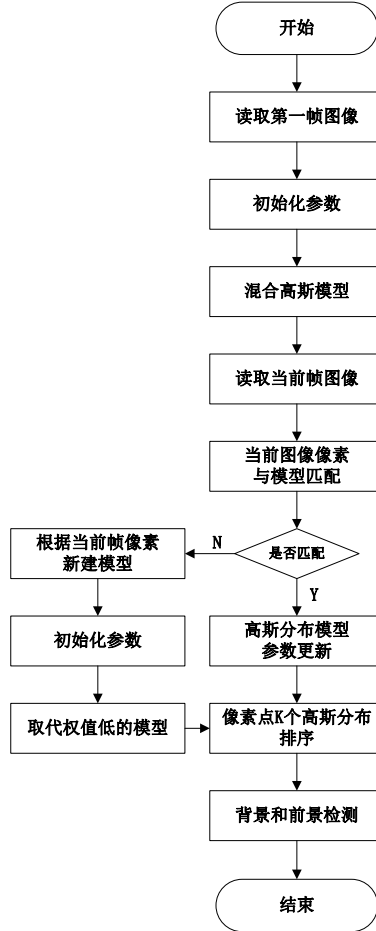 开始
读取第一帧图像
初始化参数
混合高斯模型
读取当前帧图像
当前图像像素
与模型匹配
是否匹配
N
Y
根据当前帧像素
新建模型
初始化参数
取代权值低的模型
高斯分布模型
参数更新
像素点K个高斯分布
排序
背景和前景检测
结束